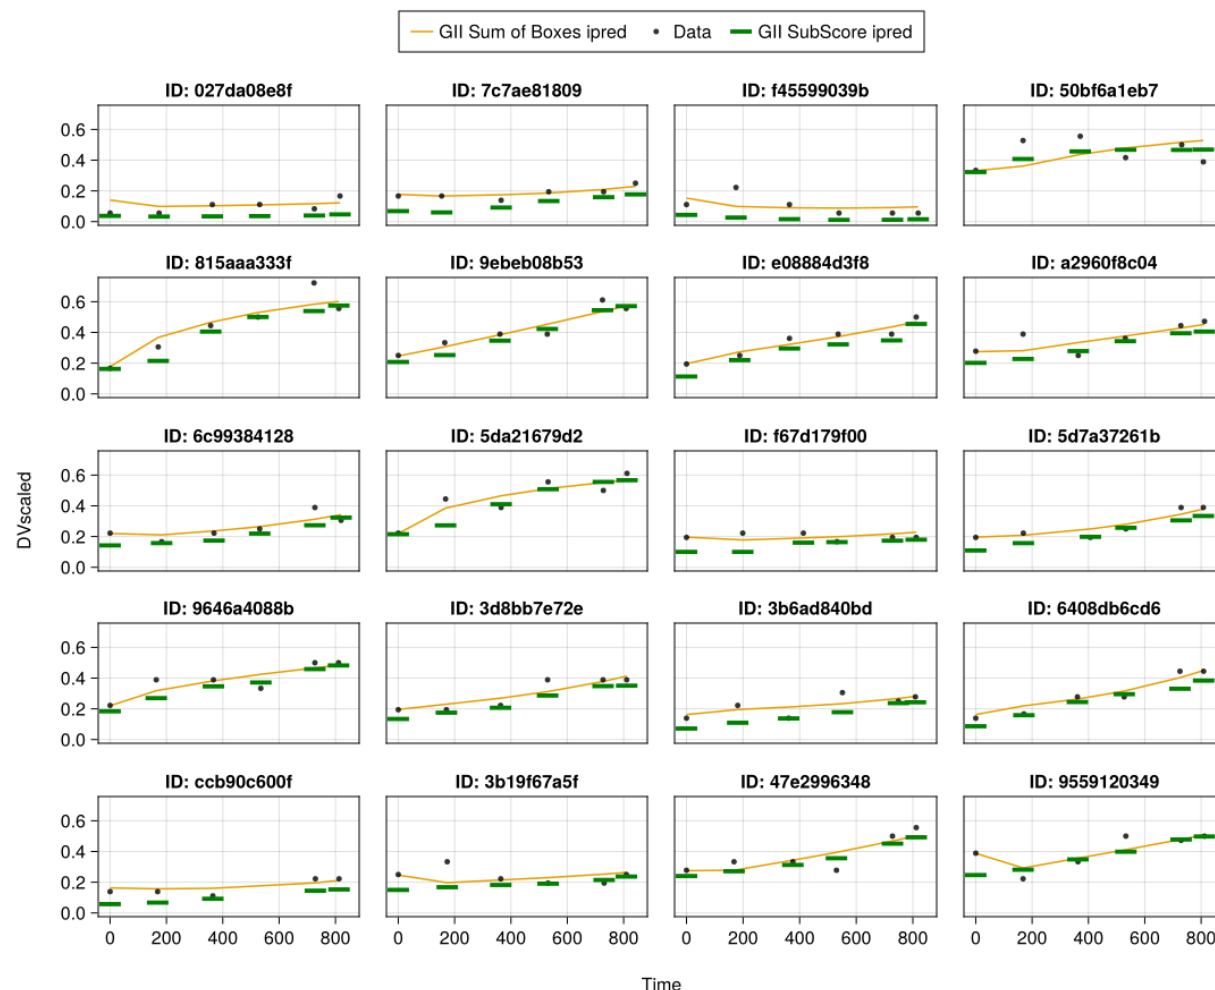 GII Sum of Boxes ipred Data GII SubScore ipred
ID: 027da08e8f ID: 7c7ae81809 ID: f45599039b ID: 50bf6a1eb7
0.6
0.4
0.2
0.0
ID: 815aaa333f ID: 9ebeb08b53 ID: e08884d3f8 ID: a2960f8c04
0.6
0.4
0.2
0.0
ID: 6c99384128 ID: 5da21679d2 ID: f67d179f00 ID: 5d7a37261b
0.6
0.4
0.2
0.0
DVscaled
ID: 9646a4088b ID: 3d8bb7e72e ID: 3b6ad840bd ID: 6408db6cd6
0.6
0.4
0.2
0.0
ID: ccb90c600f ID: 3b19f67a5f ID: 47e2996348 ID: 9559120349
0.6
0.4
0.2
0.0
0 200 400 600 800 0 200 400 600 800 0 200 400 600 800 0 200 400 600 800
Time